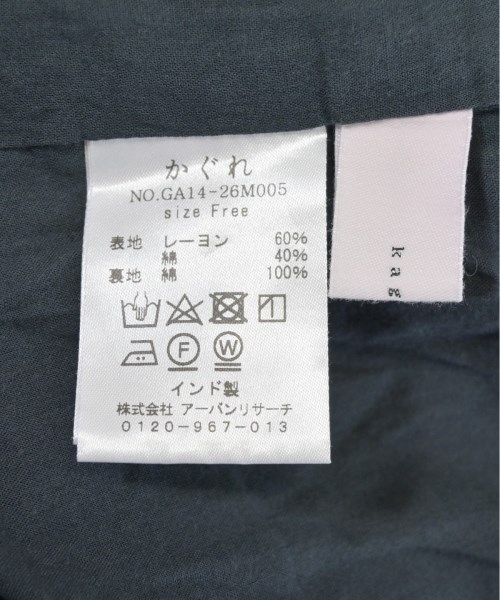 かぐれ
NO.GA14-26M005
size Free
表地 レーヨン 60%
綿 40%
裏地 綿 100%
F W
インド製
株式会社 アーバンリサーチ
0120-967-013
kag